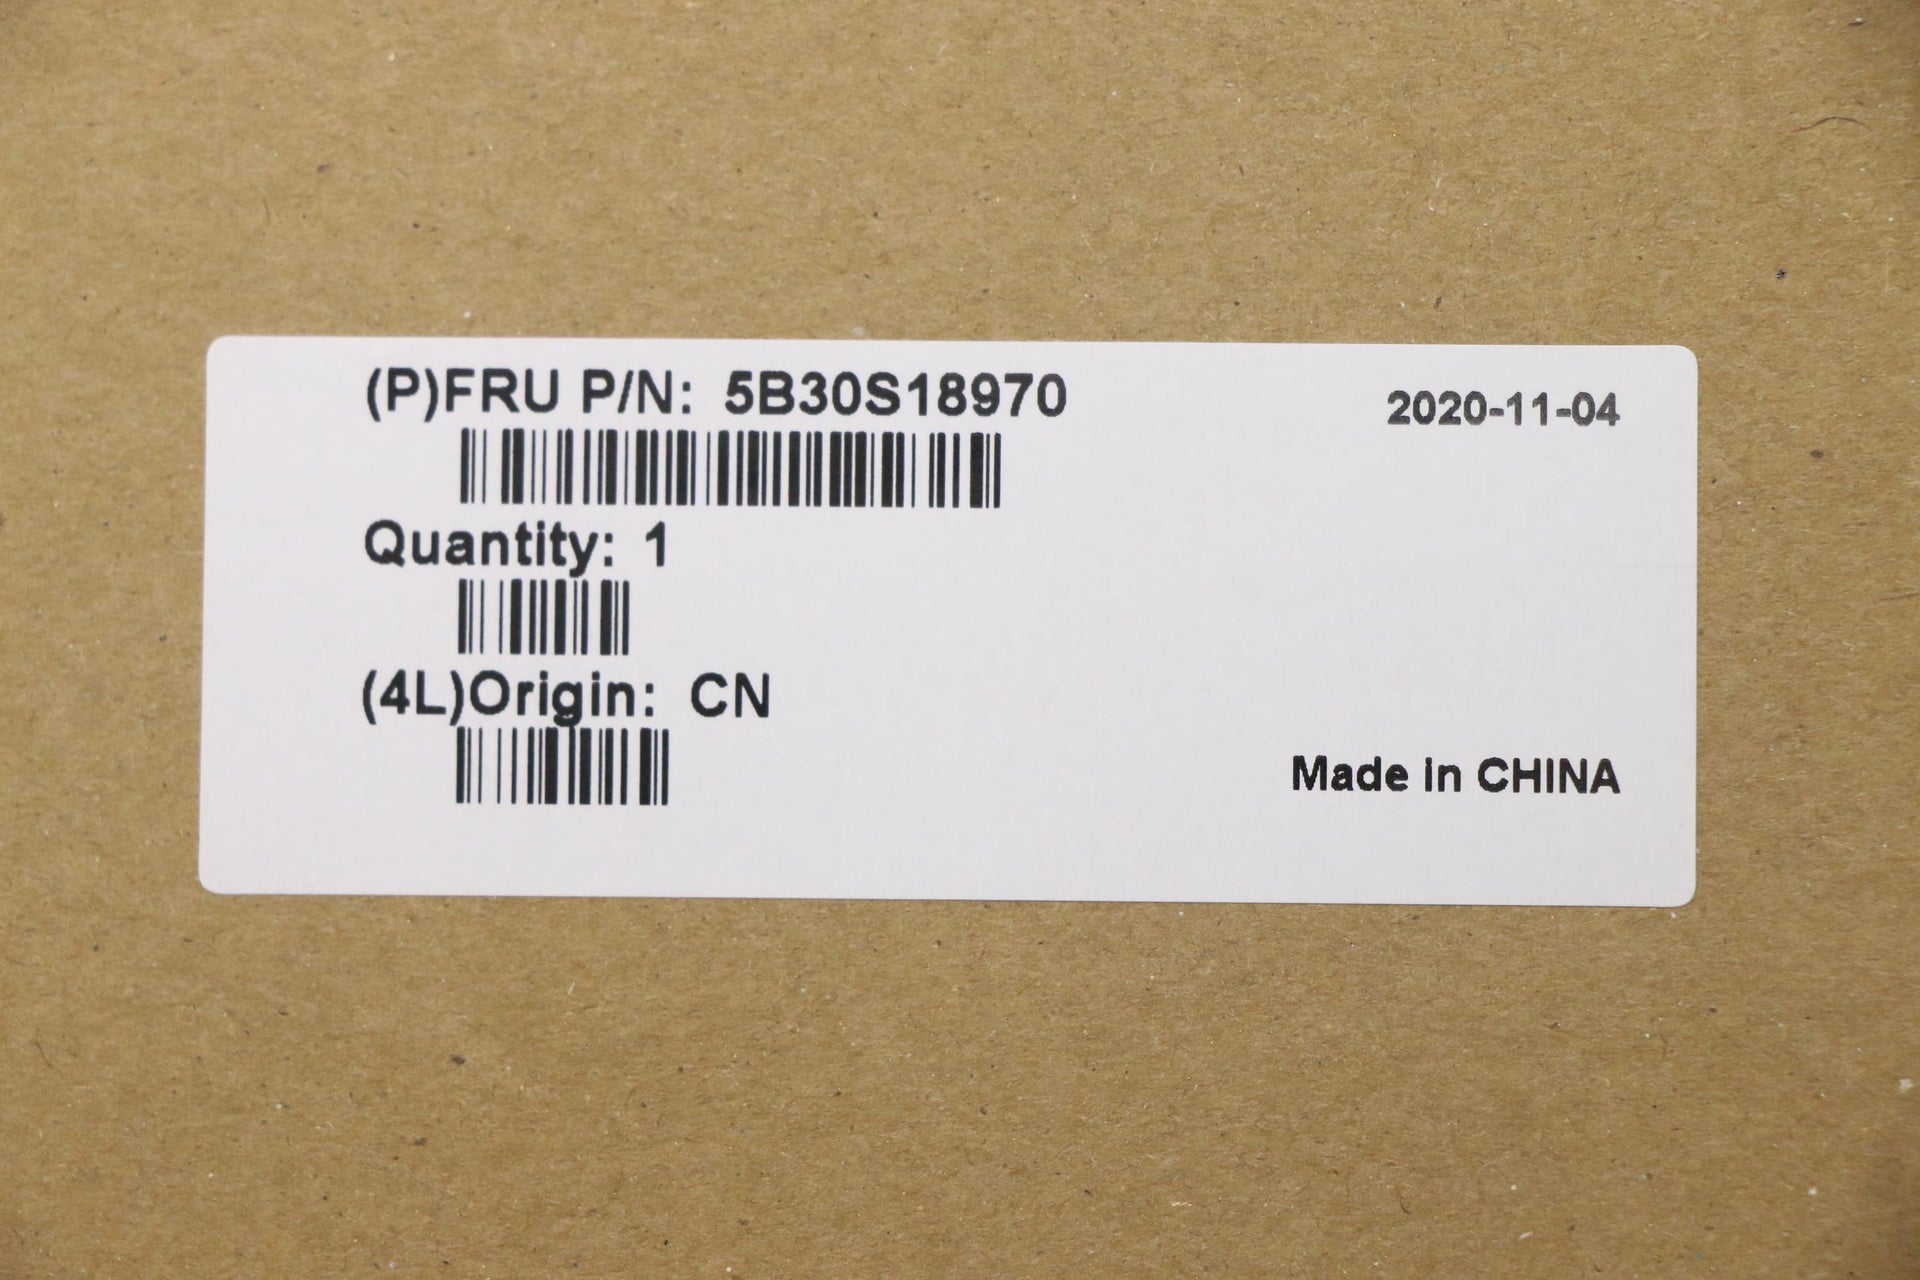 (P)FRU P/N: 5B30S18970
2020-11-04
Quantity: 1
(4L)Origin: CN
Made in CHINA